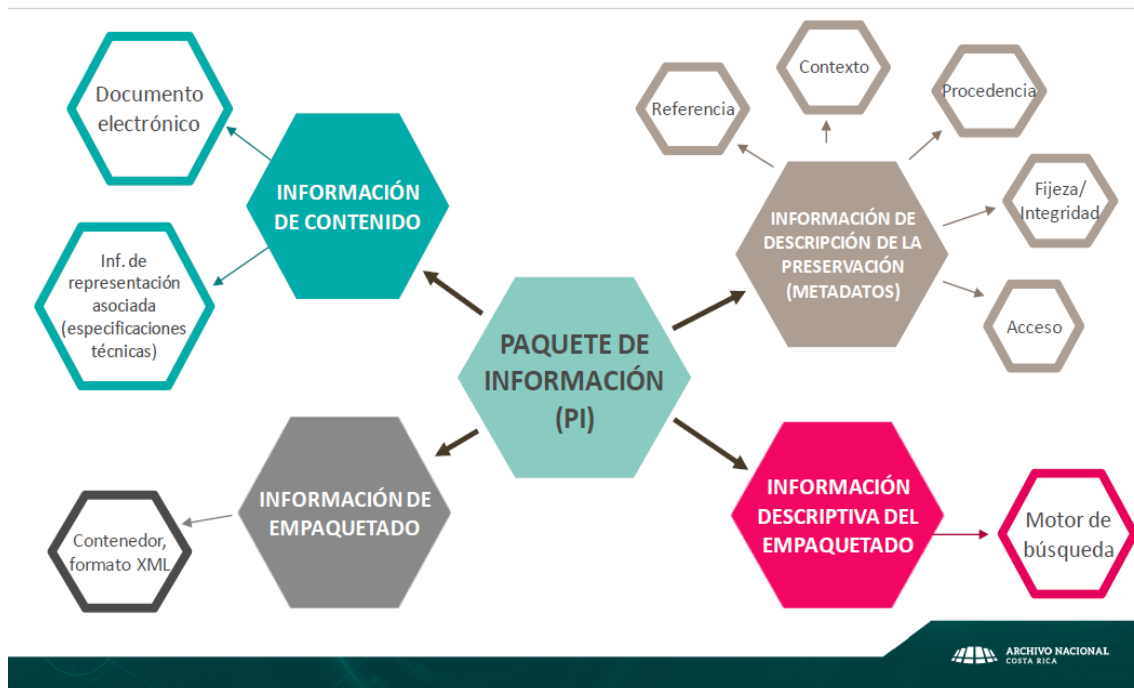 Documento
electrónico
INFORMACIÓN
DE CONTENIDO
Inf. de
representación
asociada
(especificaciones
técnicas)
Referencia
Contexto
Procedencia
Fijeza/
Integridad
Acceso
INFORMACIÓN DE
DESCRIPCIÓN DE LA
PRESERVACIÓN
(METADATOS)
PAQUETE DE
INFORMACIÓN
(PI)
INFORMACIÓN DE
EMPAQUETADO
Contenedor,
formato XML
INFORMACIÓN
DESCRIPTIVA DEL
EMPAQUETADO
Motor de
búsqueda
ARCHIVO NACIONAL
COSTA RICA